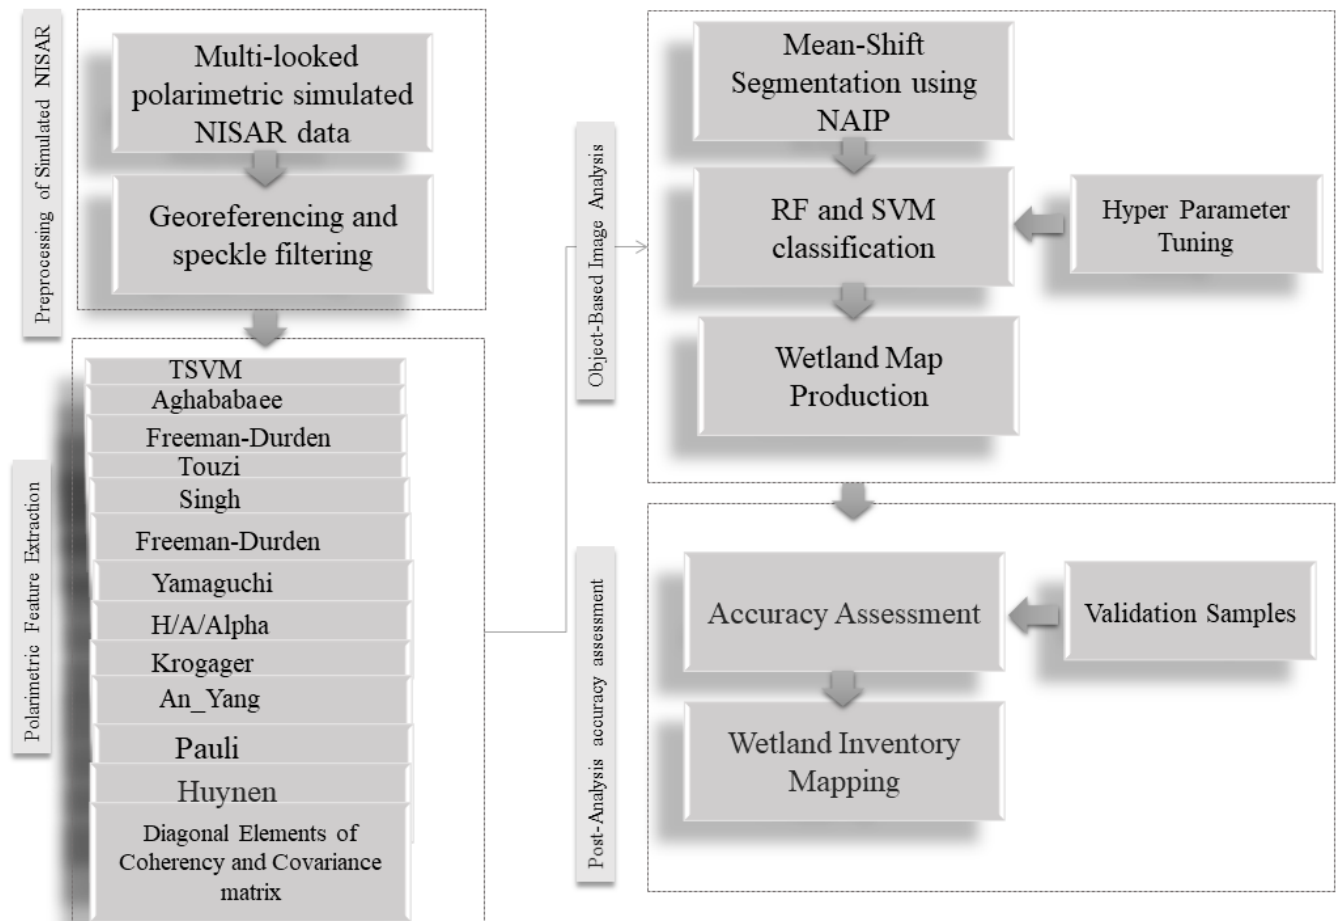 Preprocessing of Simulated NISAR
Multi-looked
polarimetric simulated
NISAR data
Georeferencing and
speckle filtering
Polarimetric Feature Extraction
TSVM
Aghababaee
Freeman-Durden
Touzi
Singh
Freeman-Durden
Yamaguchi
H/A/Alpha
Krogager
An_Yang
Pauli
Huynen
Diagonal Elements of
Coherency and Covariance
matrix
Object-Based Image Analysis
Mean-Shift
Segmentation using
NAIP
RF and SVM
classification
Hyper Parameter
Tuning
Wetland Map
Production
Post-Analysis accuracy assessment
Accuracy Assessment
Validation Samples
Wetland Inventory
Mapping